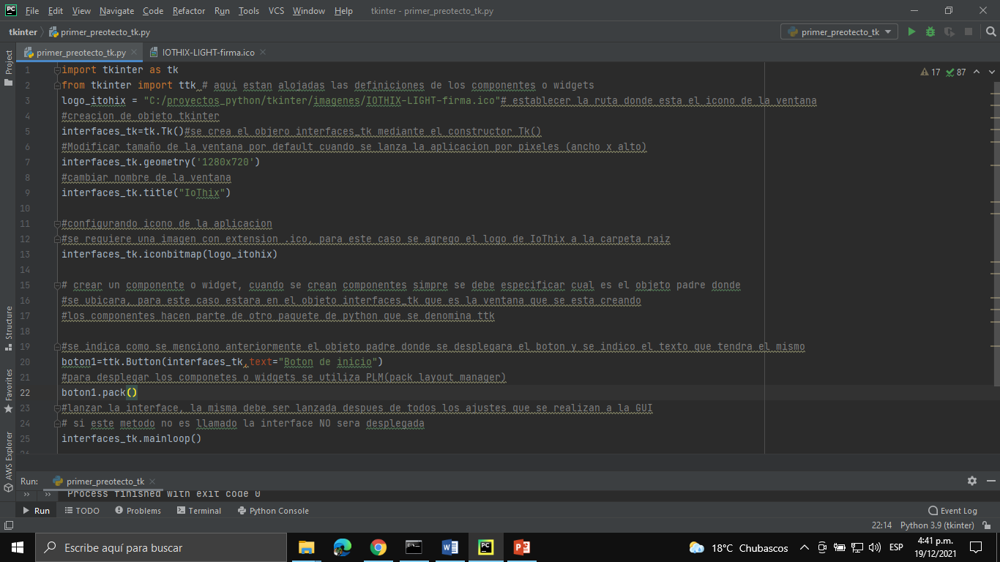 File Edit View Navigate Code Refactor Run Tools VCS Window Help tkinter - primer_preotecto_tk.py
tkinter primer_preotecto_tk.py primer_preotecto_tk
primer_preotecto_tk.py IOTHIX-LIGHT-firma.ico
Project
Structure
Favorites
AWS Explorer
17 87
1 import tkinter as tk
2 from tkinter import ttk # aqui estan alojadas las definiciones de los componentes o widgets
3 logo_itohix = "C:/proyectos_python/tkinter/imagenes/IOTHIX-LIGHT-firma.ico"# establecer la ruta donde esta el icono de la ventana
4 #creacion de objeto tkinter
5 interfaces_tk=tk.Tk()#se crea el objero interfaces_tk mediante el constructor Tk()
6 #Modificar tamaño de la ventana por default cuando se lanza la aplicacion por pixeles (ancho x alto)
7 interfaces_tk.geometry('1280x720')
8 #cambiar nombre de la ventana
9 interfaces_tk.title("IoThix")
10
11 #configurando icono de la aplicacion
12 #se requiere una imagen con extension .ico, para este caso se agrego el logo de IoThix a la carpeta raiz
13 interfaces_tk.iconbitmap(logo_itohix)
14
15 # crear un componente o widget, cuando se crean componentes simpre se debe especificar cual es el objeto padre donde
16 #se ubicara, para este caso estara en el objeto interfaces_tk que es la ventana que se esta creando
17 #los componentes hacen parte de otro paquete de python que se denomina ttk
18
19 #se indica como se menciono anteriormente el objeto padre donde se desplegara el boton y se indico el texto que tendra el mismo
20 boton1=ttk.Button(interfaces_tk,text="Boton de inicio")
21 #para desplegar los componetes o widgets se utiliza PLM(pack layout manager)
22 boton1.pack()
23 #lanzar la interface, la misma debe ser lanzada despues de todos los ajustes que se realizan a la GUI
24 # si este metodo no es llamado la interface NO sera desplegada
25 interfaces_tk.mainloop()
26
Run: primer_preotecto_tk
Process finished with exit code 0
Run TODO Problems Terminal Python Console Event Log
22:14 Python 3.9 (tkinter)
Escribe aquí para buscar 18°C Chubascos ESP 4:41 p.m.
19/12/2021